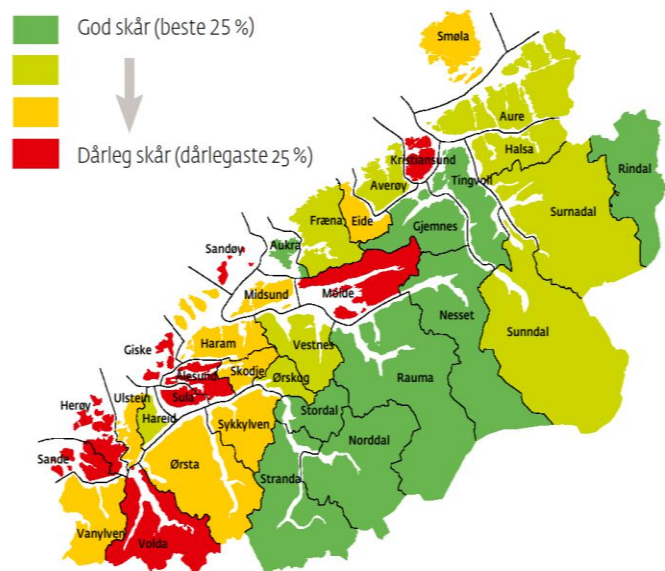 God skår (beste 25 %)
Dårleg skår (dårlegaste 25 %)
Smøla
Aure
Halsa
Kristiansund
Rindal
Averøy
Tingvoll
Surnadal
Fræna
Eide
Gjemnes
Aukra
Sandøy
Midsund
Molde
Nesset
Sunndal
Giske
Haram
Vestnes
Ålesund
Skodje
Rauma
Herøy
Ulstein
Sula
Ørskog
Hareid
Stordal
Sykkylven
Norddal
Sande
Ørsta
Stranda
Vanylven
Volda